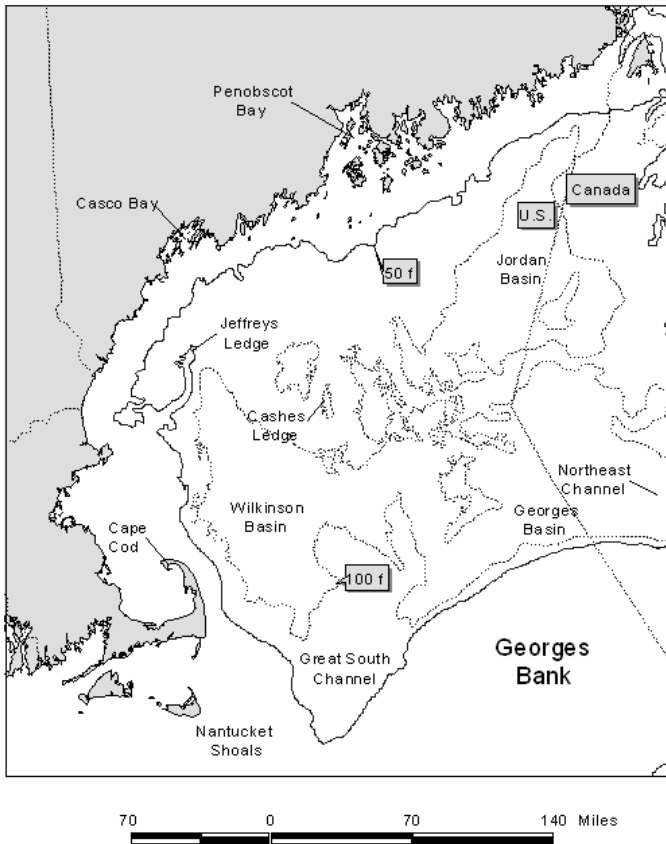 Penobscot
Bay
Casco Bay
Canada
U.S.
Jordan
Basin
50 f
Jeffreys
Ledge
Cashes
Ledge
Northeast
Channel
Wilkinson
Basin
Georges
Basin
Cape
Cod
100 f
Georges
Bank
Great South
Channel
Nantucket
Shoals
70 0 70 140 Miles